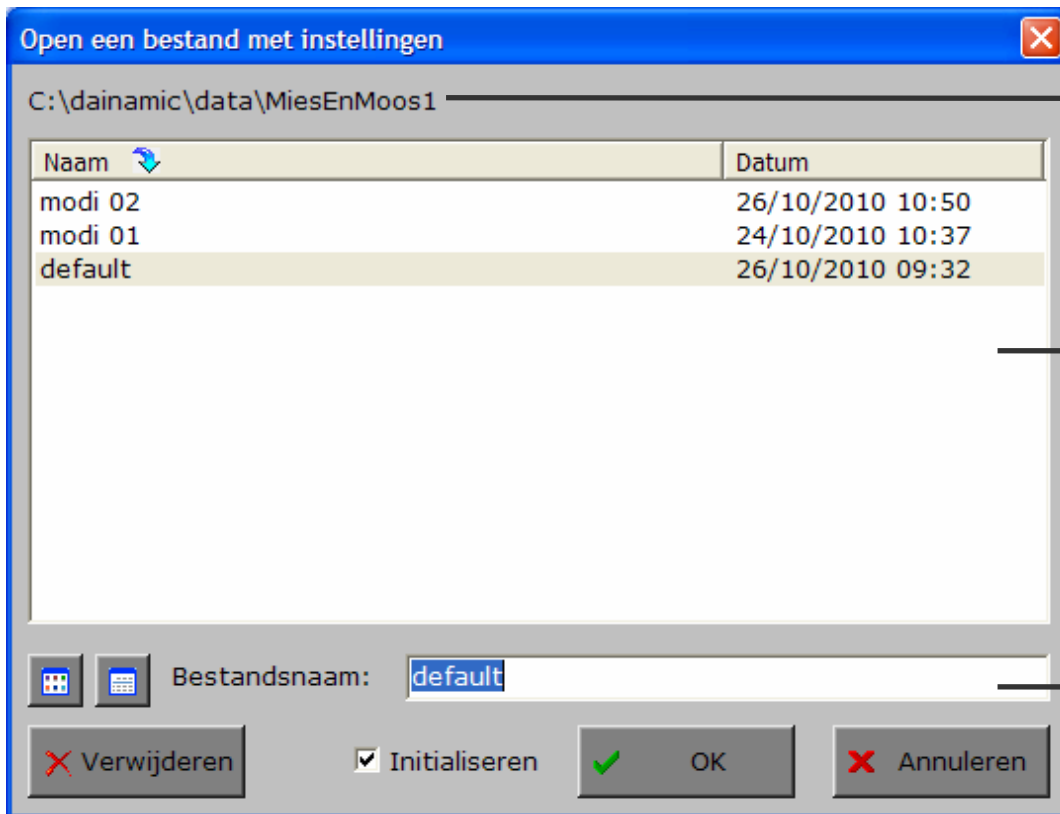 Open een bestand met instellingen
C:\dainamic\data\MiesEnMoos1
Naam Datum
modi 02 26/10/2010 10:50
modi 01 24/10/2010 10:37
default 26/10/2010 09:32
Bestandsnaam: default
Verwijderen Initialiseren OK Annuleren